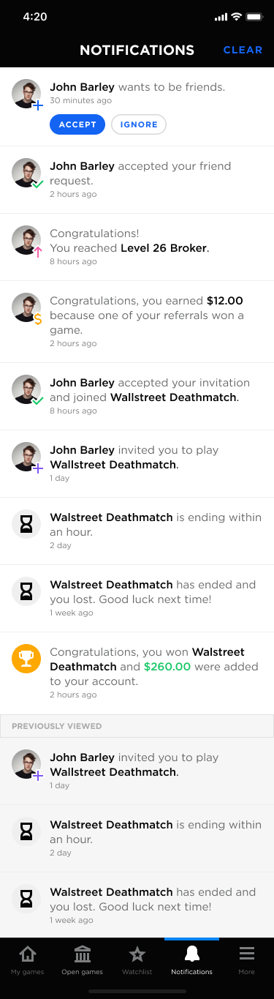 4:20
NOTIFICATIONS
CLEAR
John Barley wants to be friends.
30 minutes ago
ACCEPT
IGNORE
John Barley accepted your friend
request.
2 hours ago
Congratulations!
You reached Level 26 Broker.
8 hours ago
Congratulations, you earned $12.00
because one of your referrals won a
game.
2 hours ago
John Barley accepted your invitation
and joined Wallstreet Deathmatch.
8 hours ago
John Barley invited you to play
Wallstreet Deathmatch.
1 day
Walstreet Deathmatch is ending within
an hour.
2 day
Walstreet Deathmatch has ended and
you lost. Good luck next time!
1 week ago
Congratulations, you won Walstreet
Deathmatch and $260.00 were added
to your account.
2 hours ago
PREVIOUSLY VIEWED
John Barley invited you to play
Wallstreet Deathmatch.
1 day
Walstreet Deathmatch is ending within
an hour.
2 day
Walstreet Deathmatch has ended and
you lost. Good luck next time!
1 week ago
My games
Open games
Watchlist
Notifications
More